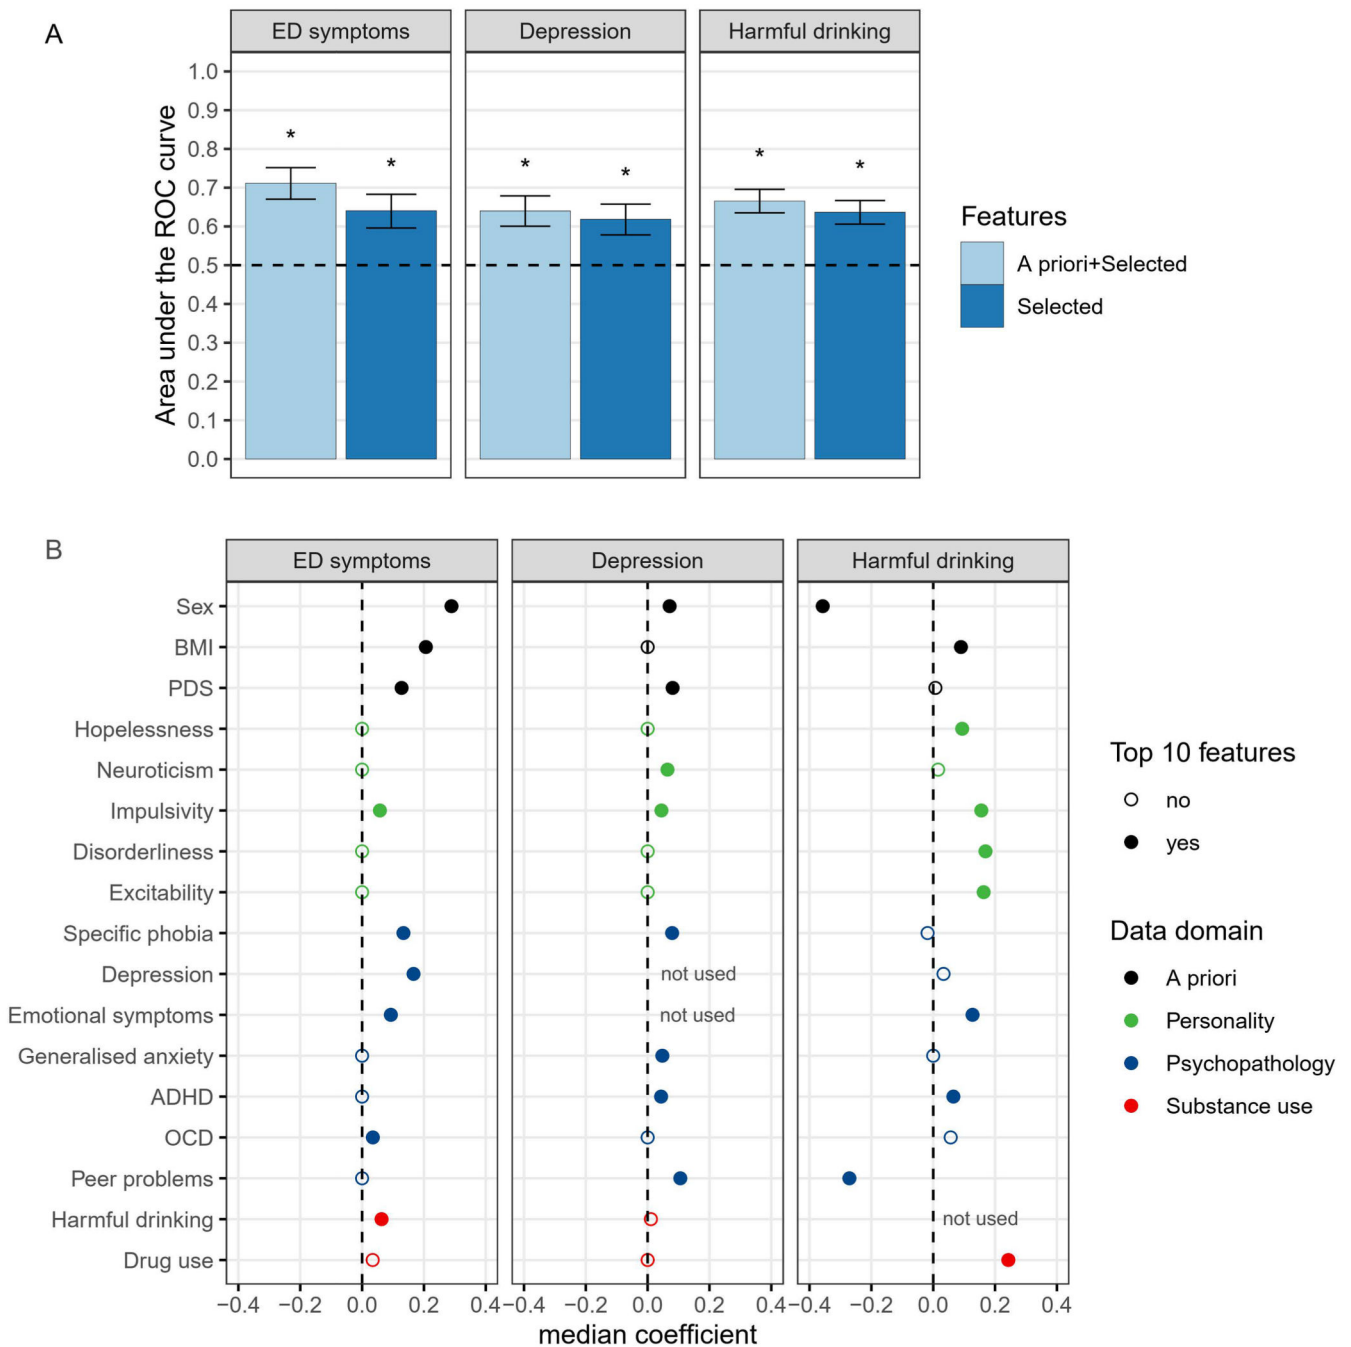 A
ED symptoms
Depression
Harmful drinking
Area under the ROC curve
1.0
0.9
0.8
0.7
0.6
0.5
0.4
0.3
0.2
0.1
0.0
*
*
*
*
*
*
Features
A priori+Selected
Selected
B
ED symptoms
Depression
Harmful drinking
Sex
BMI
PDS
Hopelessness
Neuroticism
Impulsivity
Disorderliness
Excitability
Specific phobia
Depression
not used
Emotional symptoms
not used
Generalised anxiety
ADHD
OCD
Peer problems
Harmful drinking
not used
Drug use
−0.4 −0.2 0.0 0.2 0.4
−0.4 −0.2 0.0 0.2 0.4
−0.4 −0.2 0.0 0.2 0.4
median coefficient
Top 10 features
no
yes
Data domain
A priori
Personality
Psychopathology
Substance use